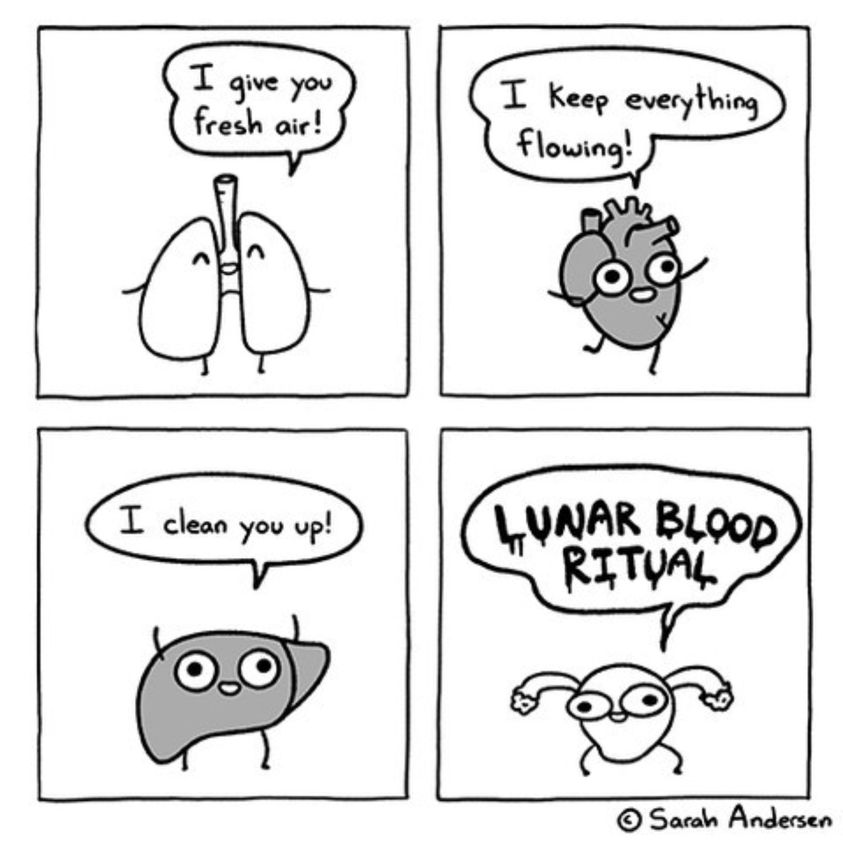 I give you
fresh air!
I keep everything
flowing!
I clean you up!
LUNAR BLOOD
RITUAL
© Sarah Andersen